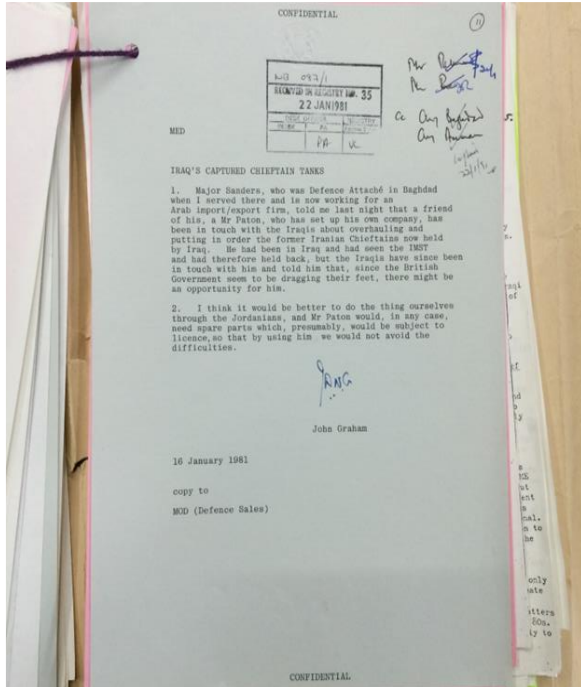 CONFIDENTIAL
11
NB 083/1
RECEIVED IN REGISTRY NO. 35
22 JAN 1981
DESK OFFICER REGISTRY
INDEX PA
PA
MED
IRAQ'S CAPTURED CHIEFTAIN TANKS
1. Major Sanders, who was Defence Attaché in Baghdad
when I served there and is now working for an
Arab import/export firm, told me last night that a friend
of his, a Mr Paton, who has set up his own company, has
been in touch with the Iraqis about overhauling and
putting in order the former Iranian Chieftains now held
by Iraq. He had been in Iraq and had seen the IMST
and had therefore held back, but the Iraqis have since been
in touch with him and told him that, since the British
Government seem to be dragging their feet, there might be
an opportunity for him.
2. I think it would be better to do the thing ourselves
through the Jordanians, and Mr Paton would, in any case,
need spare parts which, presumably, would be subject to
licence, so that by using him we would not avoid the
difficulties.
John Graham
16 January 1981
copy to
MOD (Defence Sales)
CONFIDENTIAL